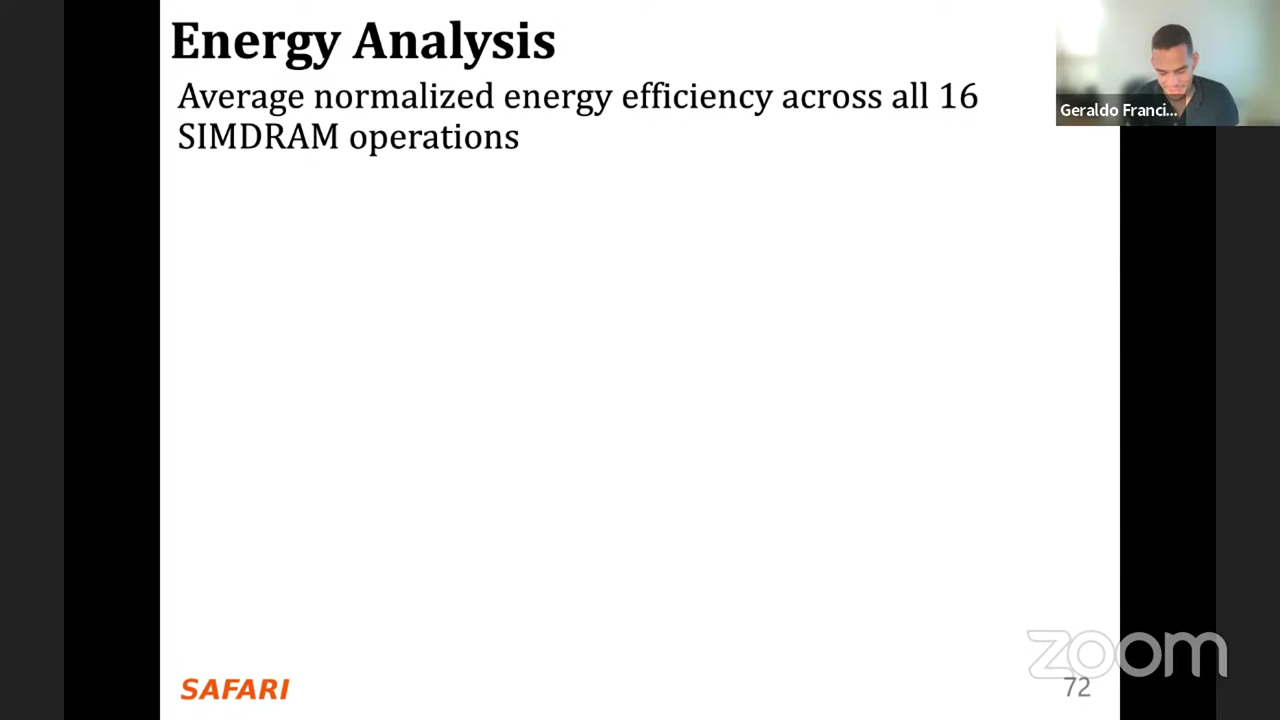 Energy Analysis
Average normalized energy efficiency across all 16
SIMDRAM operations
Geraldo Franci...
zoom
SAFARI
72